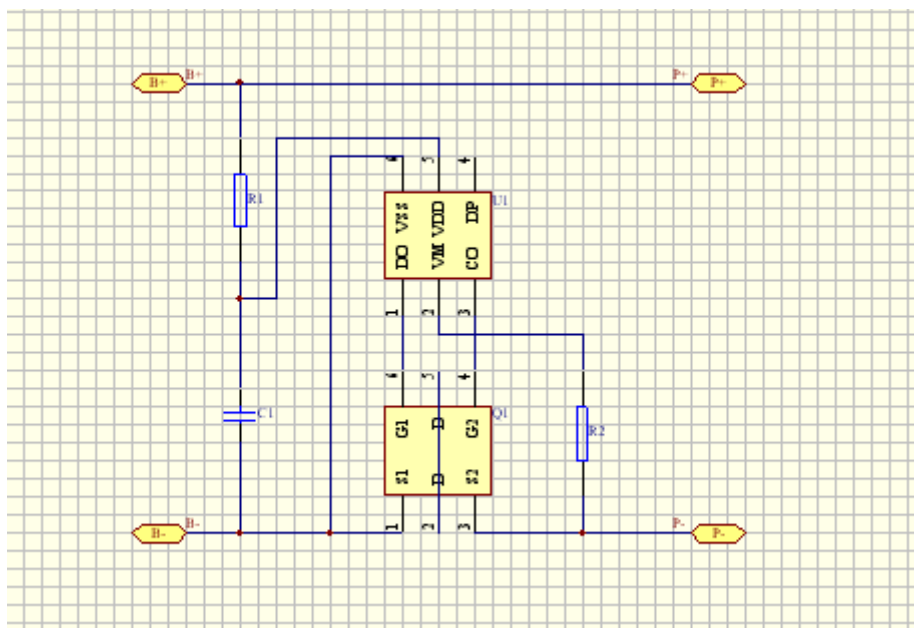 B+ B+ P+ P+
6 5 4
R1 VSS VDD DP U1
DO VM CO
1 2 3
6 5 4
C1 G1 D G2 Q1 R2
S1 D S2
B- B- 1 2 3 P- P-